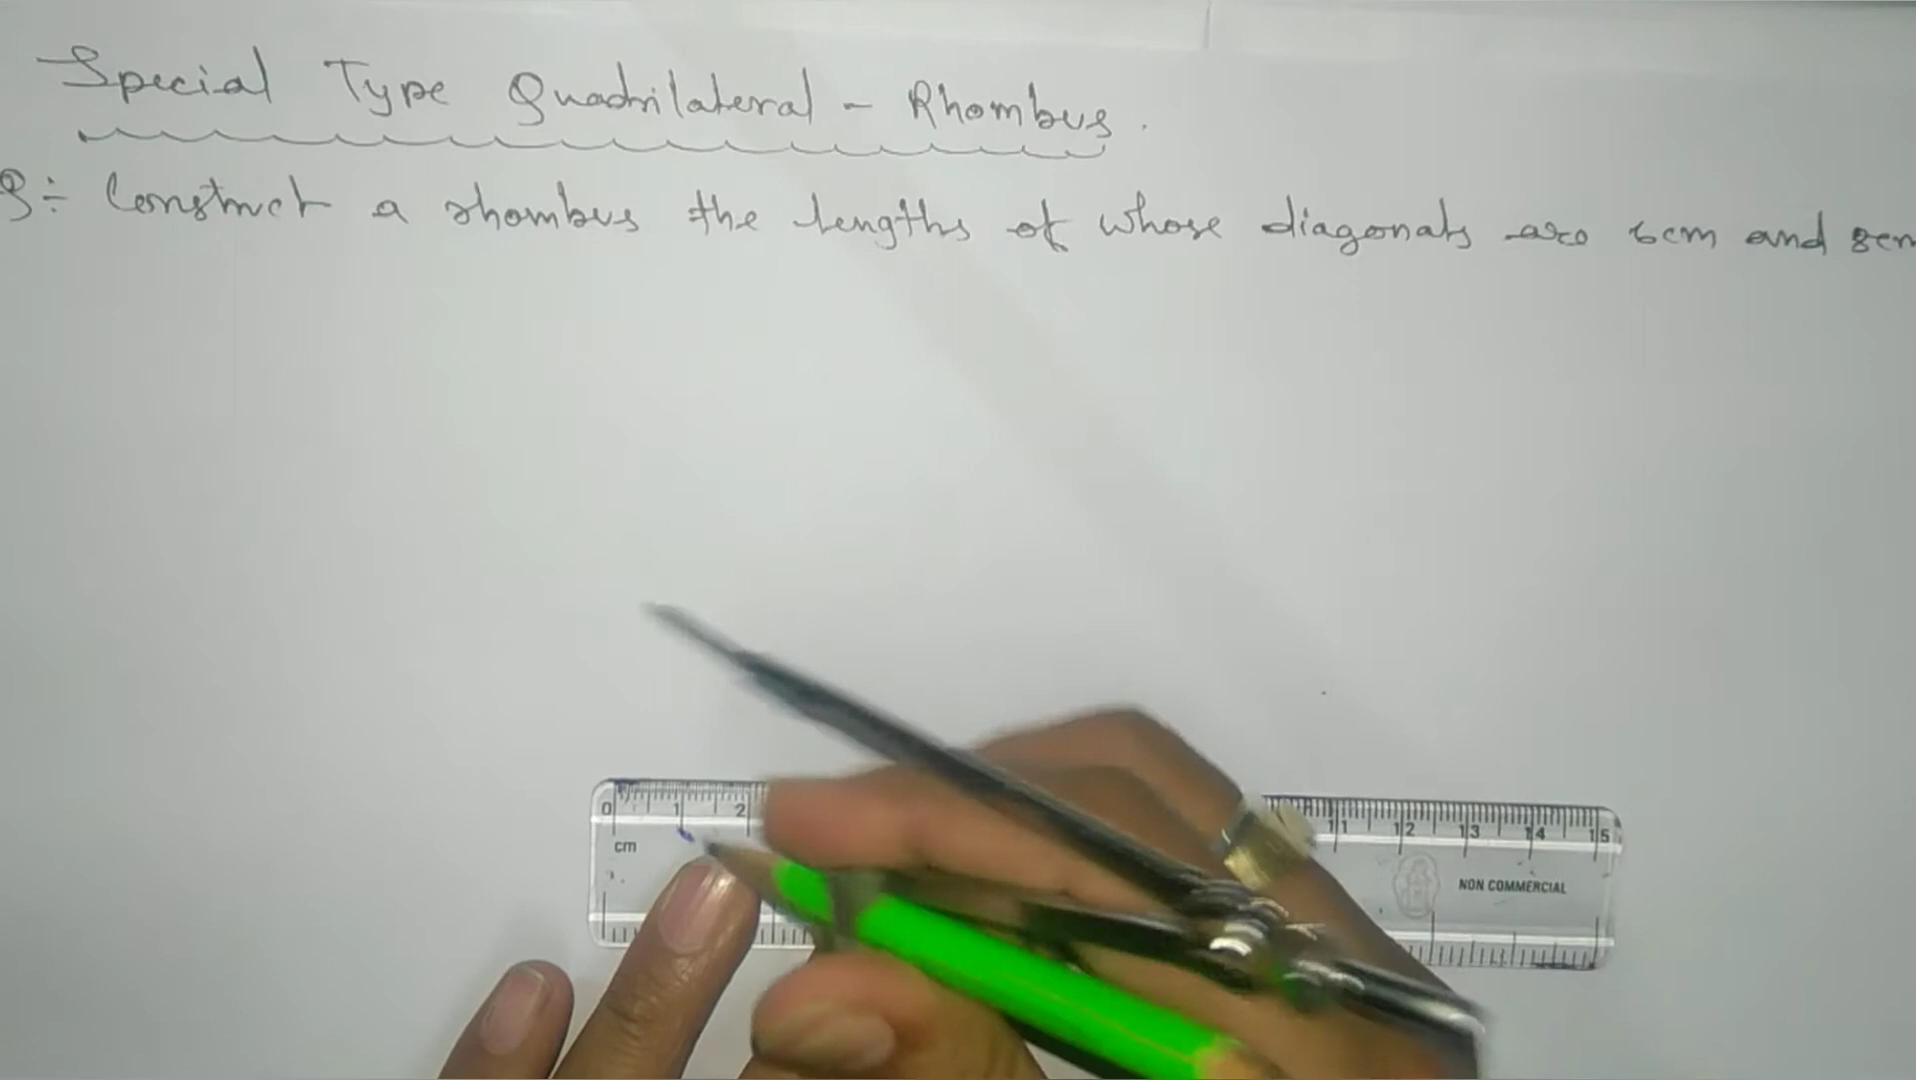 Special Type Quadrilateral - Rhombus.
Q÷ Construct a rhombus the lengths of whose diagonals are 6cm and 8cm
0 1 2 11 12 13 14 15
cm
NON COMMERCIAL